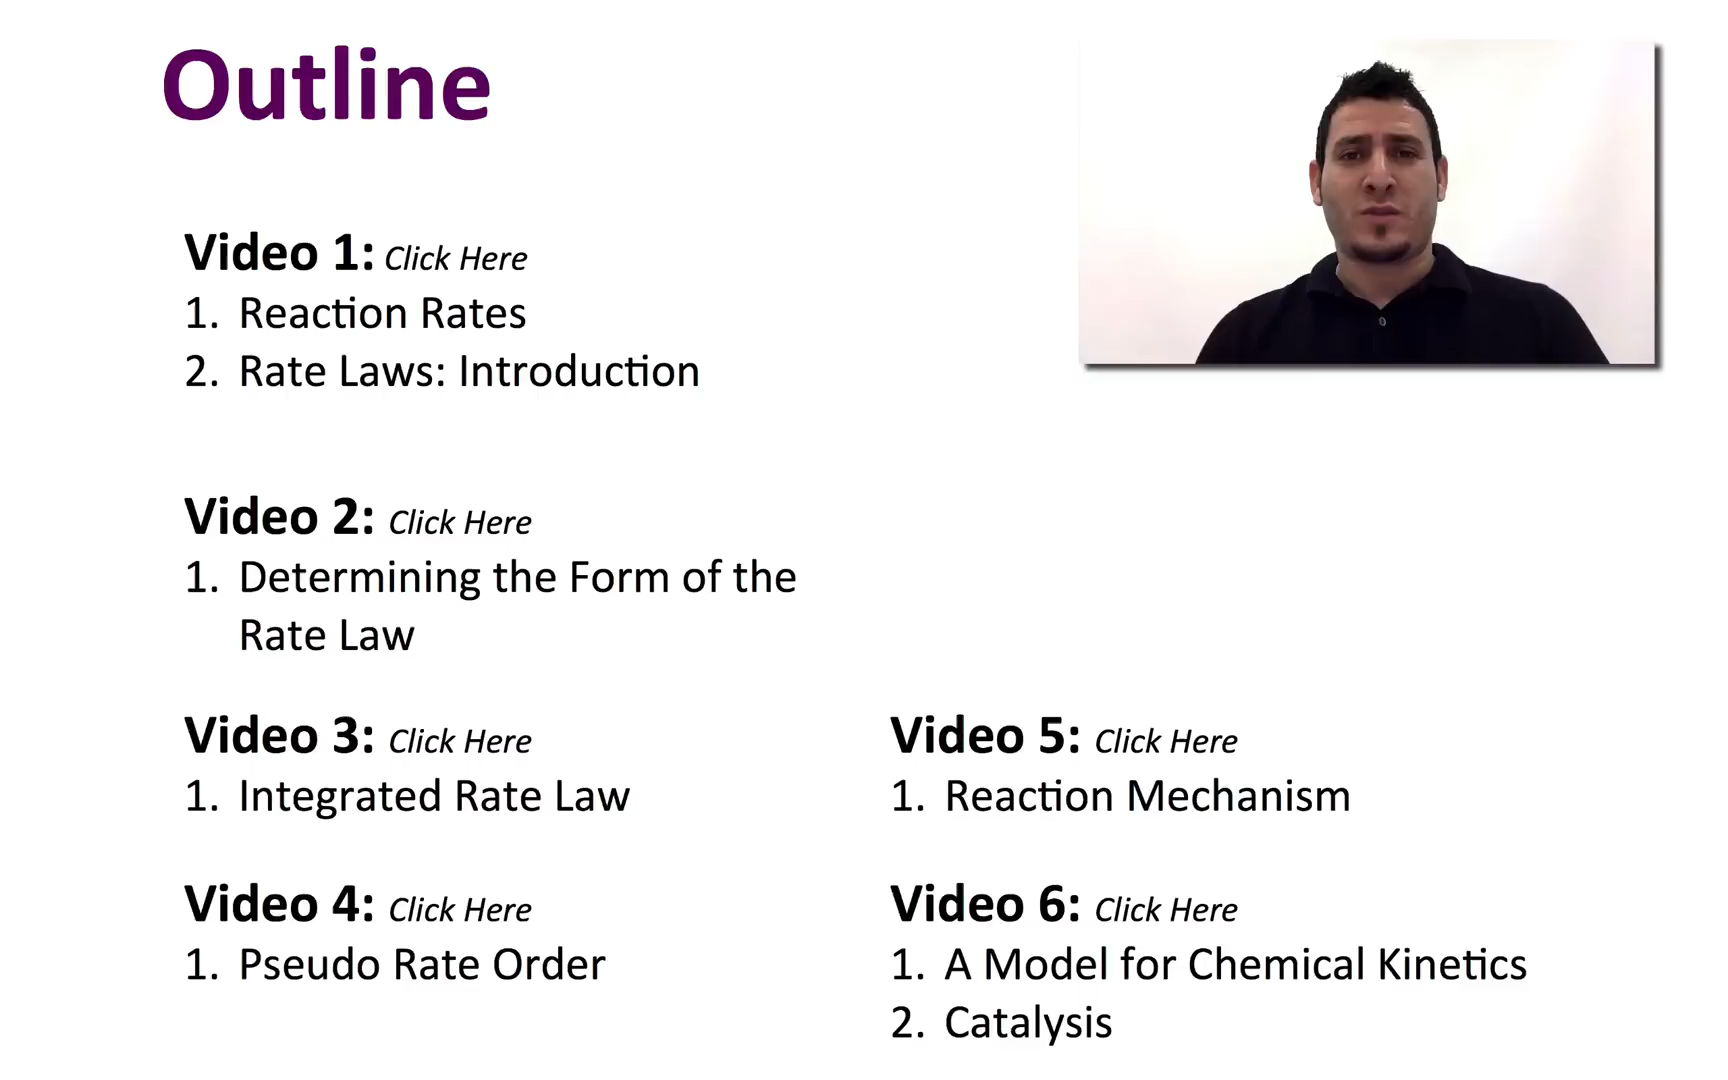 Outline
Video 1: Click Here
1. Reaction Rates
2. Rate Laws: Introduction
Video 2: Click Here
1. Determining the Form of the
Rate Law
Video 3: Click Here
1. Integrated Rate Law
Video 4: Click Here
1. Pseudo Rate Order
Video 5: Click Here
1. Reaction Mechanism
Video 6: Click Here
1. A Model for Chemical Kinetics
2. Catalysis